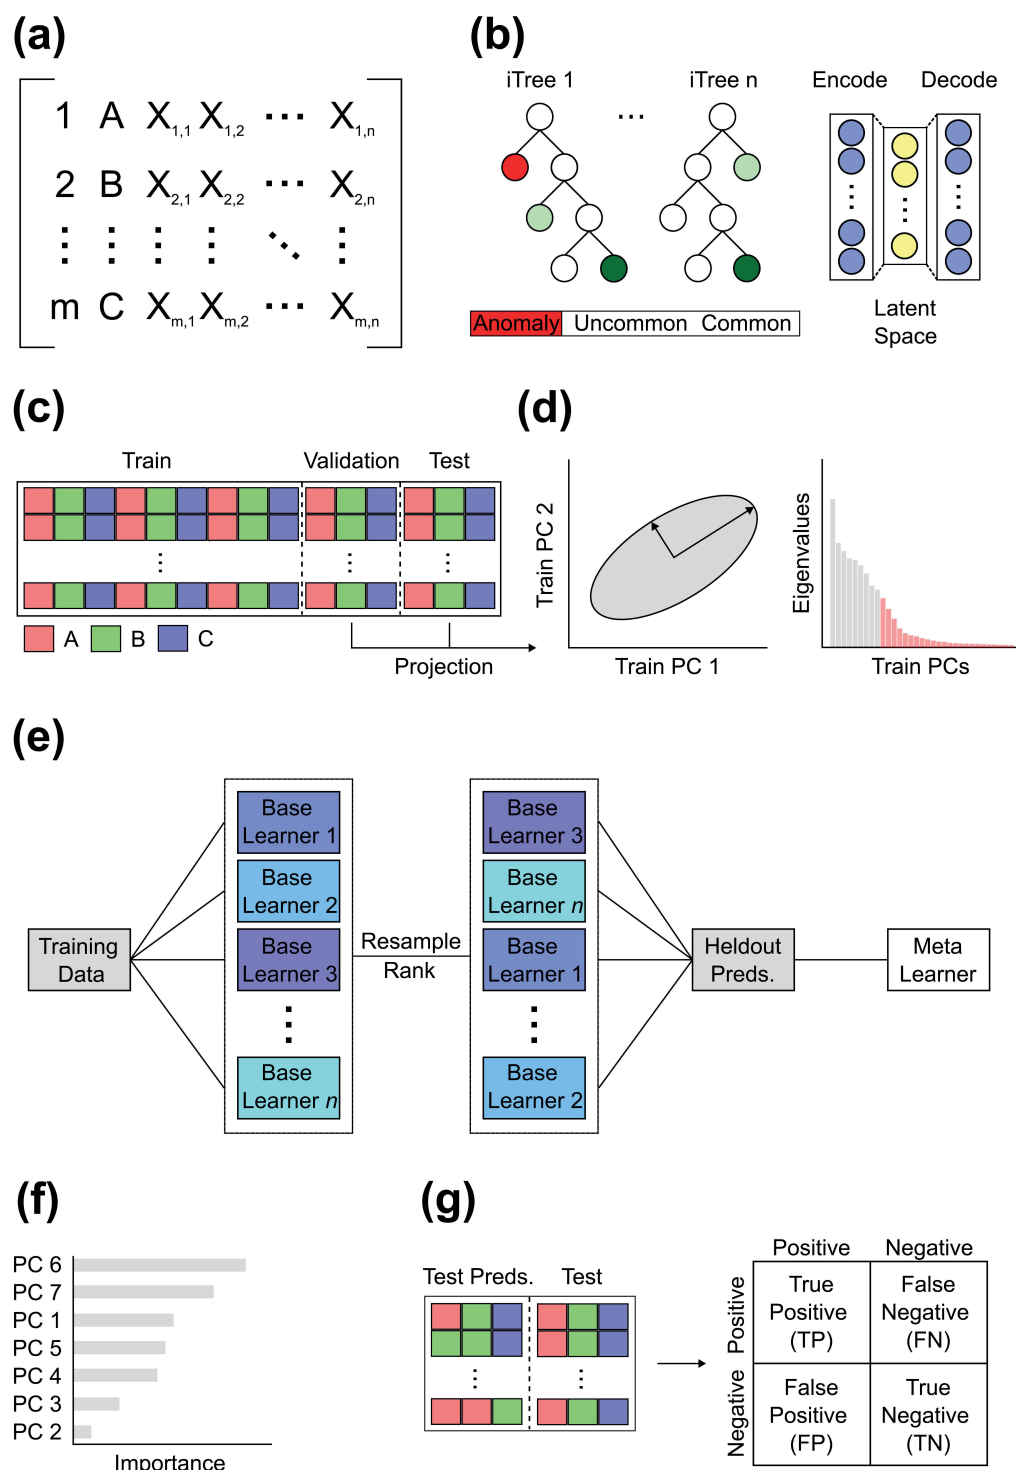 (a)
1 A X1,1 X1,2 ... X1,n
2 B X2,1 X2,2 ... X2,n
m C Xm,1 Xm,2 ... Xm,n
(b)
iTree 1 ... iTree n
Encode Decode
Anomaly Uncommon Common
Latent
Space
(c)
Train Validation Test
A B C
Projection
(d)
Train PC 2
Train PC 1
Eigenvalues
Train PCs
(e)
Training
Data
Base
Learner 1
Base
Learner 2
Base
Learner 3
Base
Learner n
Resample
Rank
Base
Learner 3
Base
Learner n
Base
Learner 1
Base
Learner 2
Heldout
Preds.
Meta
Learner
(f)
PC 6
PC 7
PC 1
PC 5
PC 4
PC 3
PC 2
Importance
(g)
Test Preds. Test
Positive Negative
Positive
Negative
True
Positive
(TP)
False
Negative
(FN)
False
Positive
(FP)
True
Negative
(TN)